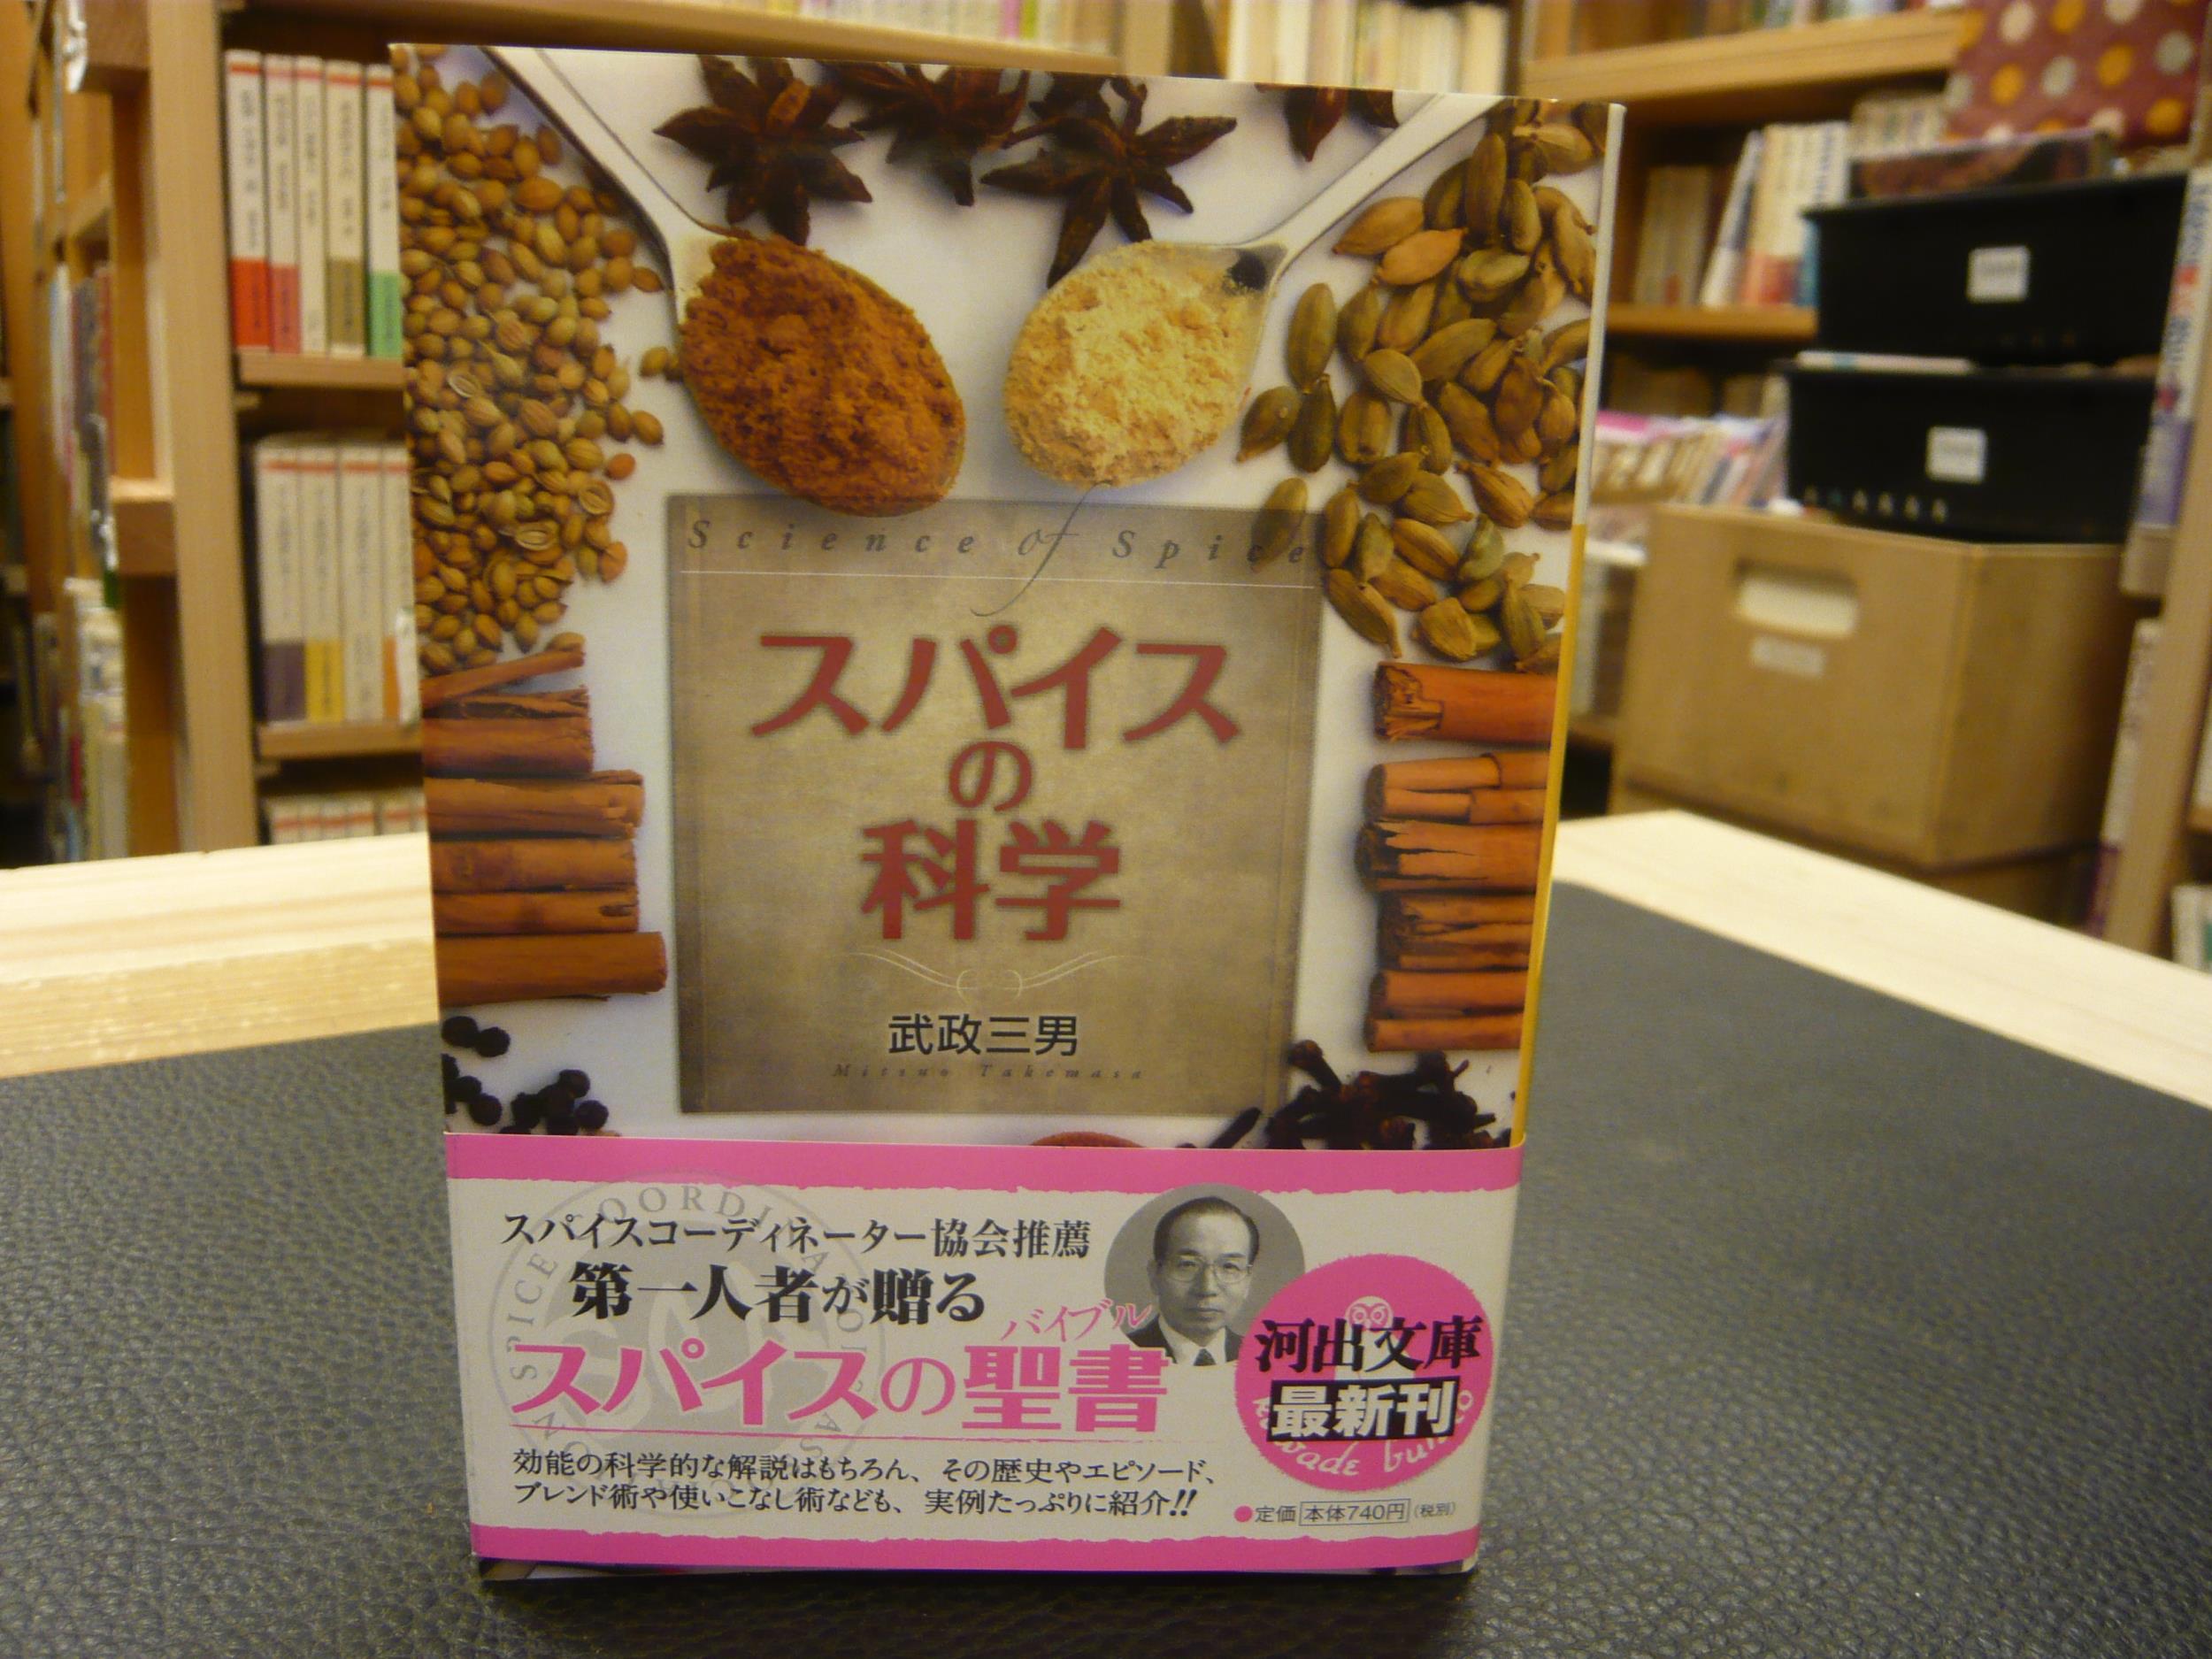 Science of Spice
スパイス
の
科学
武政三男
Mitsuo Takemasa
スパイスコーディネーター協会推薦
第一人者が贈る
バイブル
スパイスの聖書
効能の科学的な解説はもちろん、その歴史やエピソード、
ブレンド術や使いこなし術なども、実例たっぷりに紹介!!
河出文庫
最新刊
kawade bunko
●定価 本体740円 (税別)